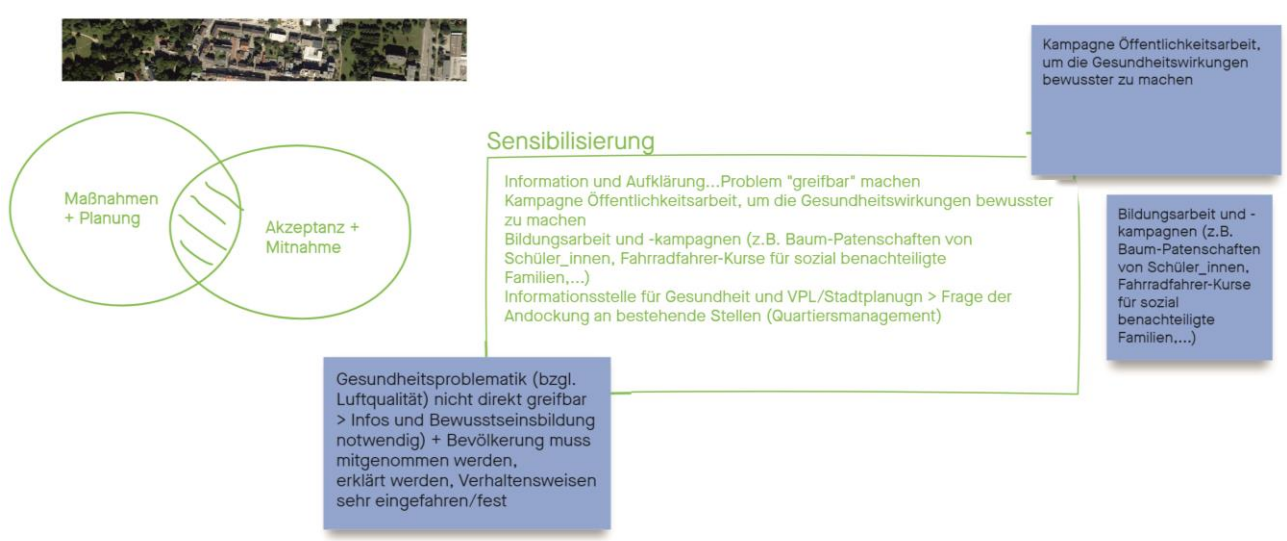 Maßnahmen
+ Planung
Akzeptanz +
Mitnahme
Sensibilisierung
Information und Aufklärung...Problem "greifbar" machen
Kampagne Öffentlichkeitsarbeit, um die Gesundheitswirkungen bewusster
zu machen
Bildungsarbeit und -kampagnen (z.B. Baum-Patenschaften von
Schüler_innen, Fahrradfahrer-Kurse für sozial benachteiligte
Familien,...)
Informationsstelle für Gesundheit und VPL/Stadtplanugn > Frage der
Andockung an bestehende Stellen (Quartiersmanagement)
Kampagne Öffentlichkeitsarbeit,
um die Gesundheitswirkungen
bewusster zu machen
Bildungsarbeit und -
kampagnen (z.B.
Baum-Patenschaften
von Schüler_innen,
Fahrradfahrer-Kurse
für sozial
benachteiligte
Familien,...)
Gesundheitsproblematik (bzgl.
Luftqualität) nicht direkt greifbar
> Infos und Bewusstseinsbildung
notwendig) + Bevölkerung muss
mitgenommen werden,
erklärt werden, Verhaltensweisen
sehr eingefahren/fest